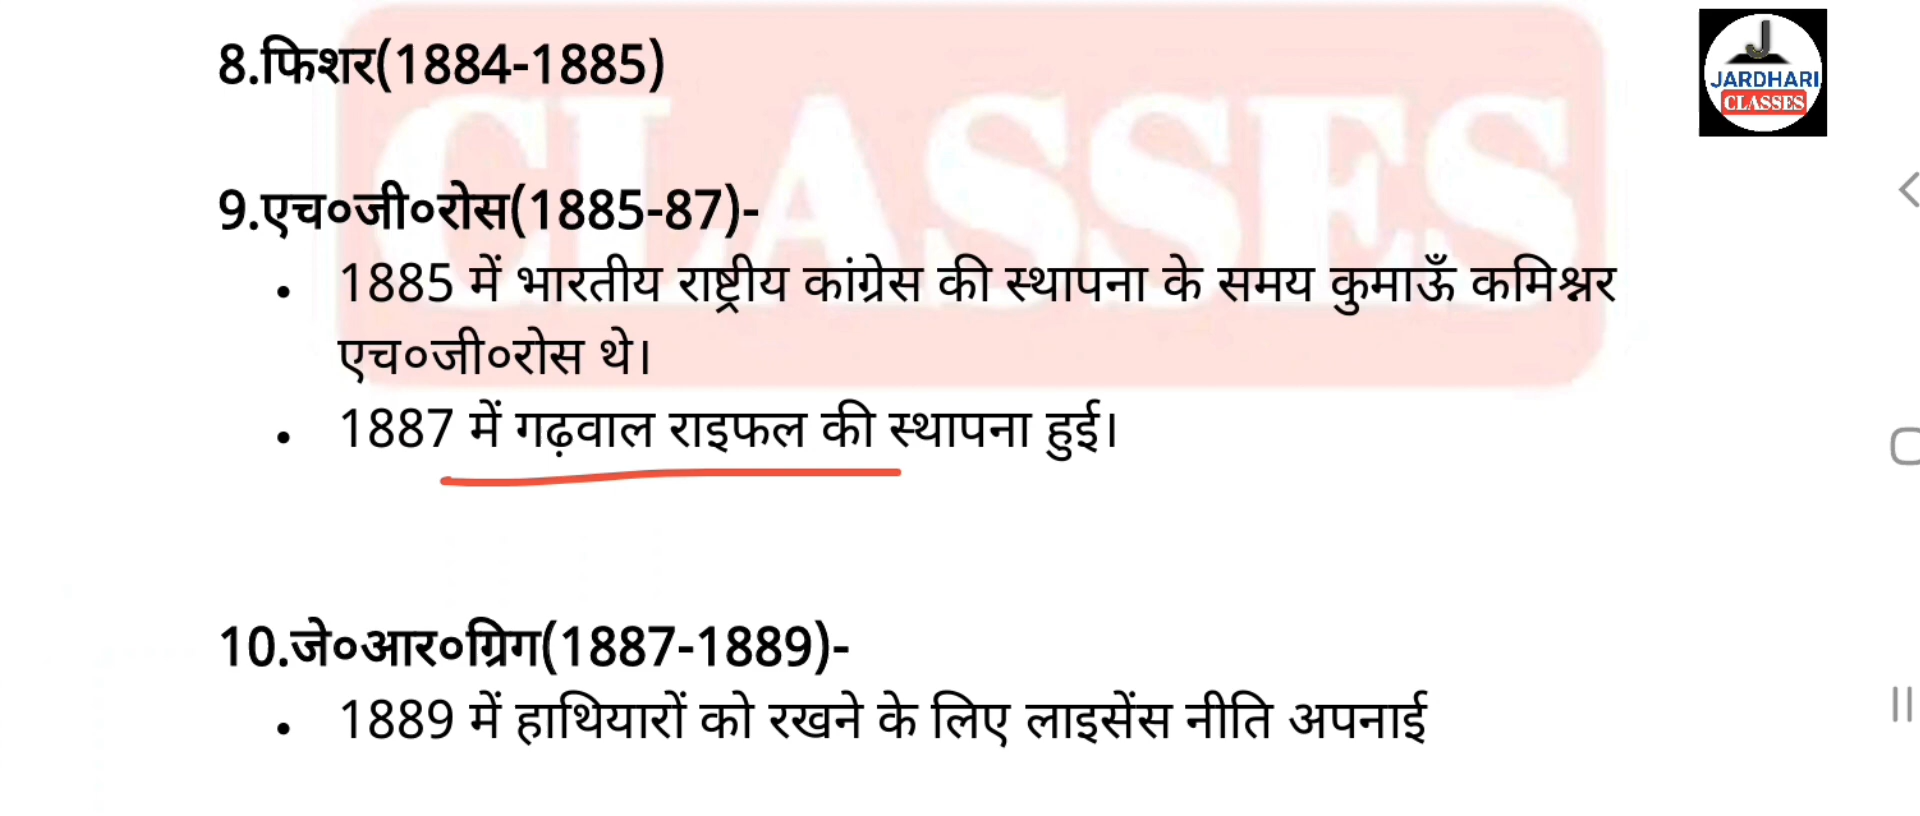 8.फिशर(1884-1885)
J
JARDHARI
CLASSES
CLASSES
9.एच०जी०रोस(1885-87)-
• 1885 में भारतीय राष्ट्रीय कांग्रेस की स्थापना के समय कुमाऊँ कमिश्नर
एच०जी०रोस थे।
• 1887 में गढ़वाल राइफल की स्थापना हुई।
10.जे०आर०ग्रिग(1887-1889)-
• 1889 में हाथियारों को रखने के लिए लाइसेंस नीति अपनाई